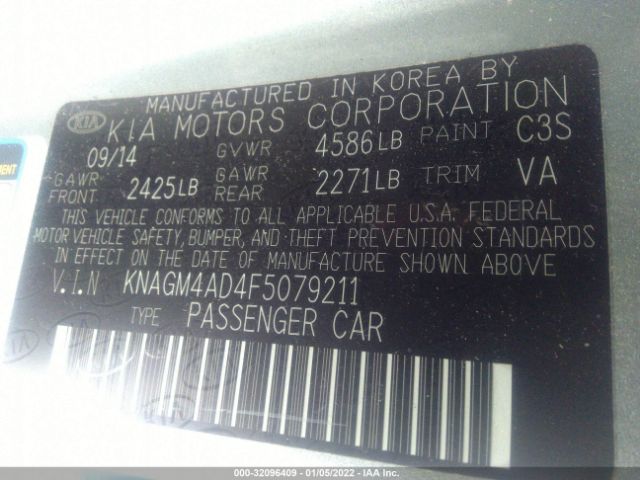 MANUFACTURED IN KOREA BY
KIA KIA MOTORS CORPORATION
09/14 GVWR 4586LB PAINT C3S
GAWR FRONT 2425LB GAWR REAR 2271LB TRIM VA
THIS VEHICLE CONFORMS TO ALL APPLICABLE U.S.A. FEDERAL
MOTOR VEHICLE SAFETY, BUMPER, AND THEFT PREVENTION STANDARDS
IN EFFECT ON THE DATE OF MANUFACTURE SHOWN ABOVE
V.I.N KNAGM4AD4F5079211
TYPE PASSENGER CAR
000-32096409 - 01/05/2022 - IAA Inc.